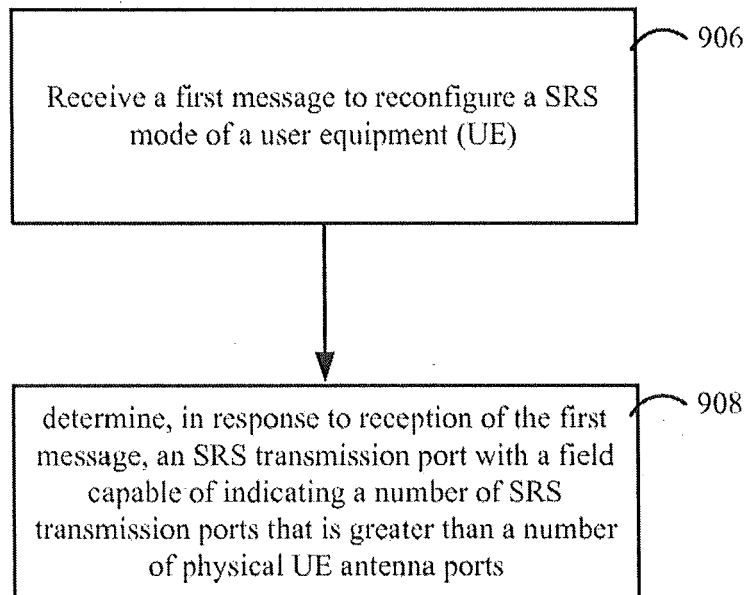 906
Receive a first message to reconfigure a SRS
mode of a user equipment (UE)
908
determine, in response to reception of the first
message, an SRS transmission port with a field
capable of indicating a number of SRS
transmission ports that is greater than a number
of physical UE antenna ports